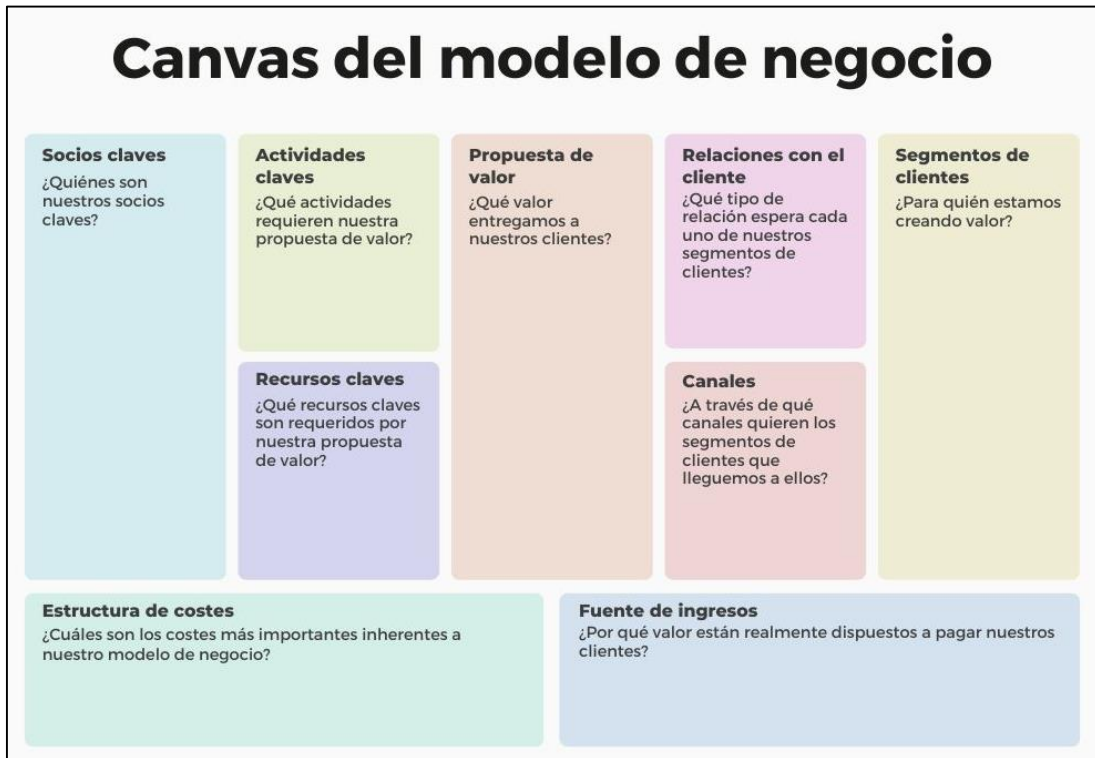 Canvas del modelo de negocio
Socios claves
¿Quiénes son
nuestros socios
claves?
Actividades
claves
¿Qué actividades
requieren nuestra
propuesta de valor?
Recursos claves
¿Qué recursos claves
son requeridos por
nuestra propuesta
de valor?
Propuesta de
valor
¿Qué valor
entregamos a
nuestros clientes?
Relaciones con el
cliente
¿Qué tipo de
relación espera cada
uno de nuestros
segmentos de
clientes?
Canales
¿A través de qué
canales quieren los
segmentos de
clientes que
lleguemos a ellos?
Segmentos de
clientes
¿Para quién estamos
creando valor?
Estructura de costes
¿Cuáles son los costes más importantes inherentes a
nuestro modelo de negocio?
Fuente de ingresos
¿Por qué valor están realmente dispuestos a pagar nuestros
clientes?